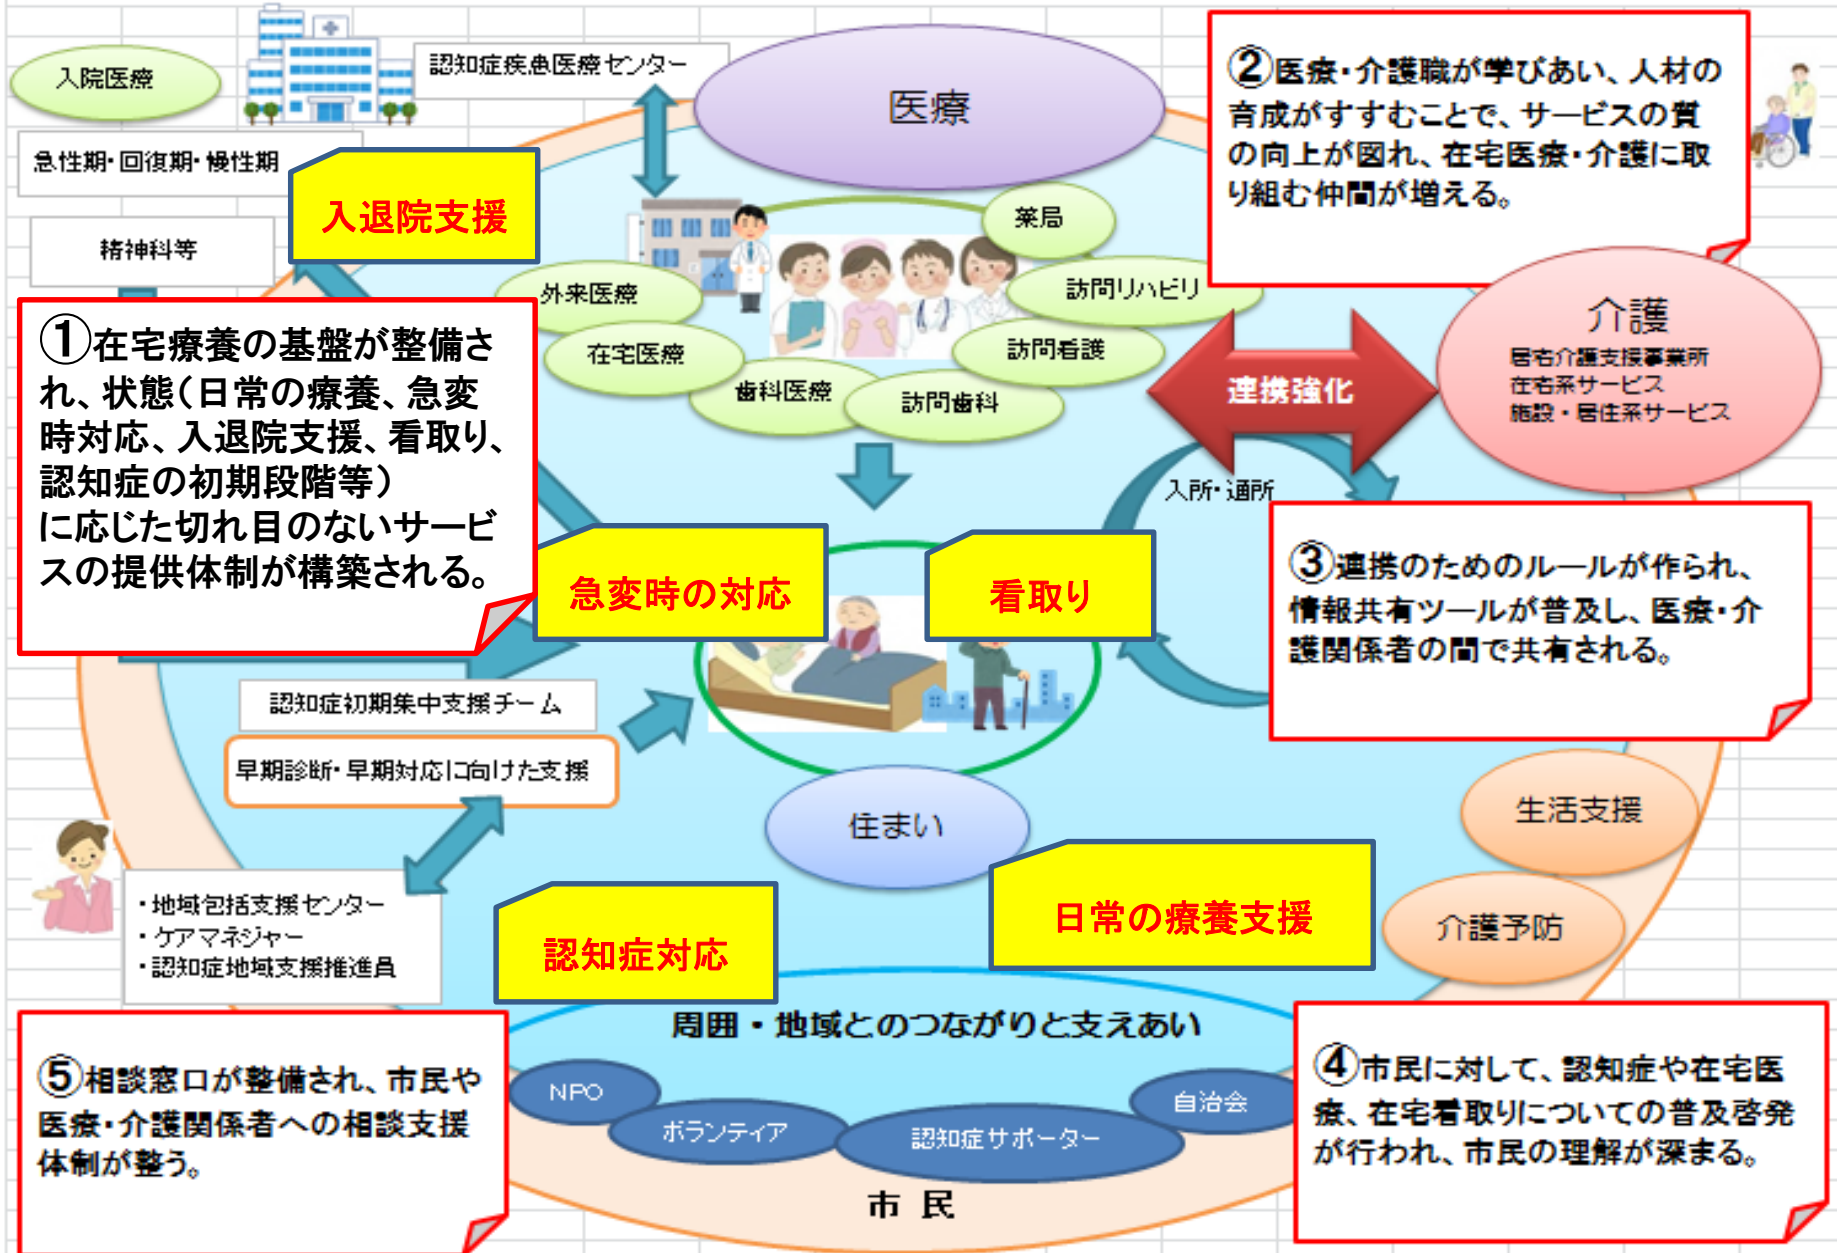 入院医療
認知症疾患医療センター
医療
②医療・介護職が学びあい、人材の
育成がすすむことで、サービスの質
の向上が図れ、在宅医療・介護に取
り組む仲間が増える。
急性期・回復期・慢性期
入退院支援
精神科等
薬局
訪問リハビリ
外来医療
在宅医療
訪問看護
歯科医療
訪問歯科
連携強化
介護
居宅介護支援事業所
在宅系サービス
施設・居住系サービス
①在宅療養の基盤が整備さ
れ、状態（日常の療養、急変
時対応、入退院支援、看取り、
認知症の初期段階等）
に応じた切れ目のないサービ
スの提供体制が構築される。
入所・通所
急変時の対応
看取り
③連携のためのルールが作られ、
情報共有ツールが普及し、医療・介
護関係者の間で共有される。
認知症初期集中支援チーム
早期診断・早期対応に向けた支援
住まい
生活支援
介護予防
・地域包括支援センター
・ケアマネジャー
・認知症地域支援推進員
認知症対応
日常の療養支援
周囲・地域とのつながりと支えあい
NPO
ボランティア
認知症サポーター
自治会
市 民
⑤相談窓口が整備され、市民や
医療・介護関係者への相談支援
体制が整う。
④市民に対して、認知症や在宅医
療、在宅看取りについての普及啓発
が行われ、市民の理解が深まる。